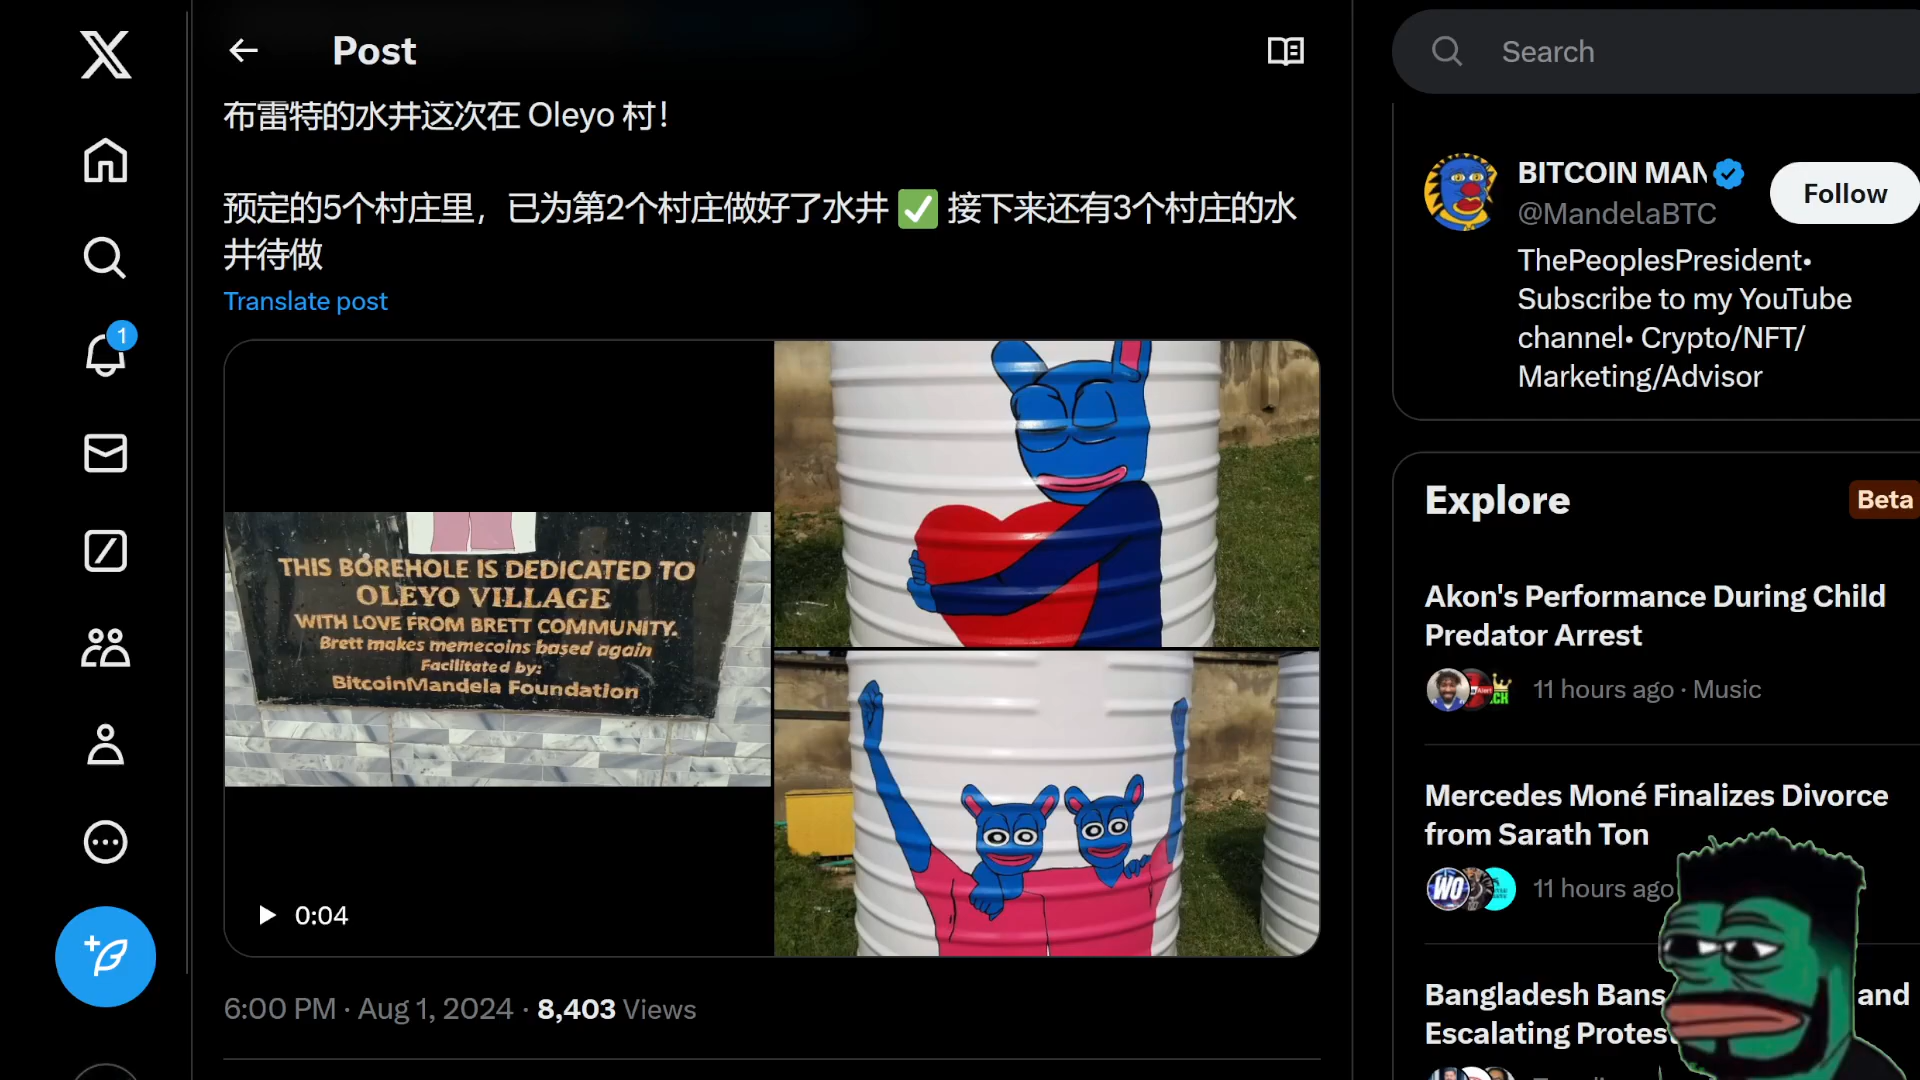 Post
Search
布雷特的水井这次在 Oleyo 村！
预定的5个村庄里，已为第2个村庄做好了水井 ✅ 接下来还有3个村庄的水
井待做
Translate post
1
THIS BOREHOLE IS DEDICATED TO
OLEYO VILLAGE
WITH LOVE FROM BRETT COMMUNITY.
Brett makes memecoins based again
Facilitated by:
BitcoinMandela Foundation
0:04
6:00 PM · Aug 1, 2024 · 8,403 Views
BITCOIN MAN
@MandelaBTC
Follow
ThePeoplesPresident•
Subscribe to my YouTube
channel• Crypto/NFT/
Marketing/Advisor
Explore
Beta
Akon's Performance During Child
Predator Arrest
11 hours ago · Music
Mercedes Moné Finalizes Divorce
from Sarath Ton
WO
11 hours ago
Bangladesh Bans and
Escalating Protes